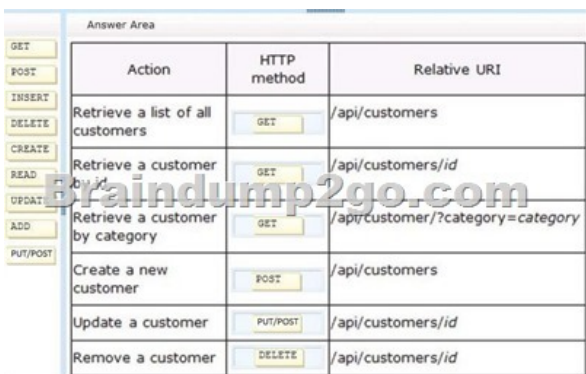 Answer Area
GET
POST
INSERT
DELETE
CREATE
READ
UPDATE
ADD
PUT/POST
Action
HTTP
method
Relative URI
Retrieve a list of all
customers
GET
/api/customers
Retrieve a customer
by id
GET
/api/customers/id
Retrieve a customer
by category
GET
/api/customer/?category=category
Create a new
customer
POST
/api/customers
Update a customer
PUT/POST
/api/customers/id
Remove a customer
DELETE
/api/customers/id
Braindump2go.com